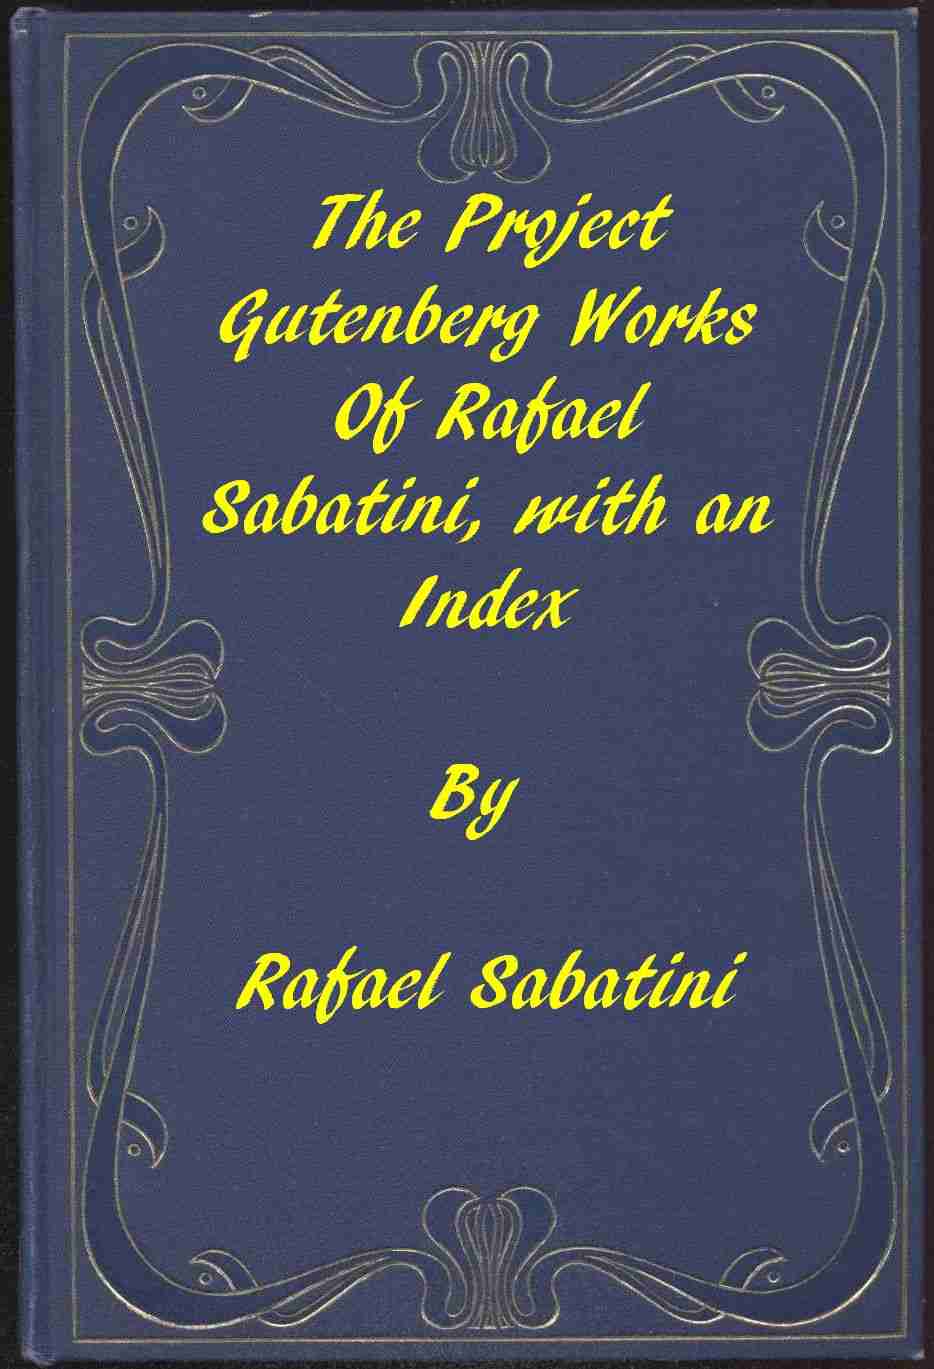 The Project
Gutenberg Works
Of Rafael
Sabatini, with an
Index
By
Rafael Sabatini